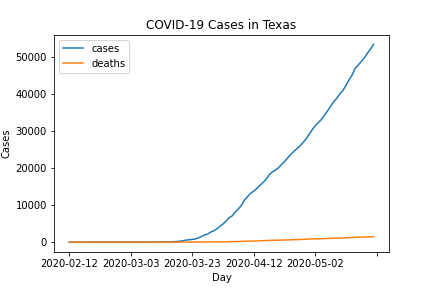 COVID-19 Cases in Texas
cases
deaths
50000
40000
30000
20000
10000
0
Cases
2020-02-12 2020-03-03 2020-03-23 2020-04-12 2020-05-02
Day